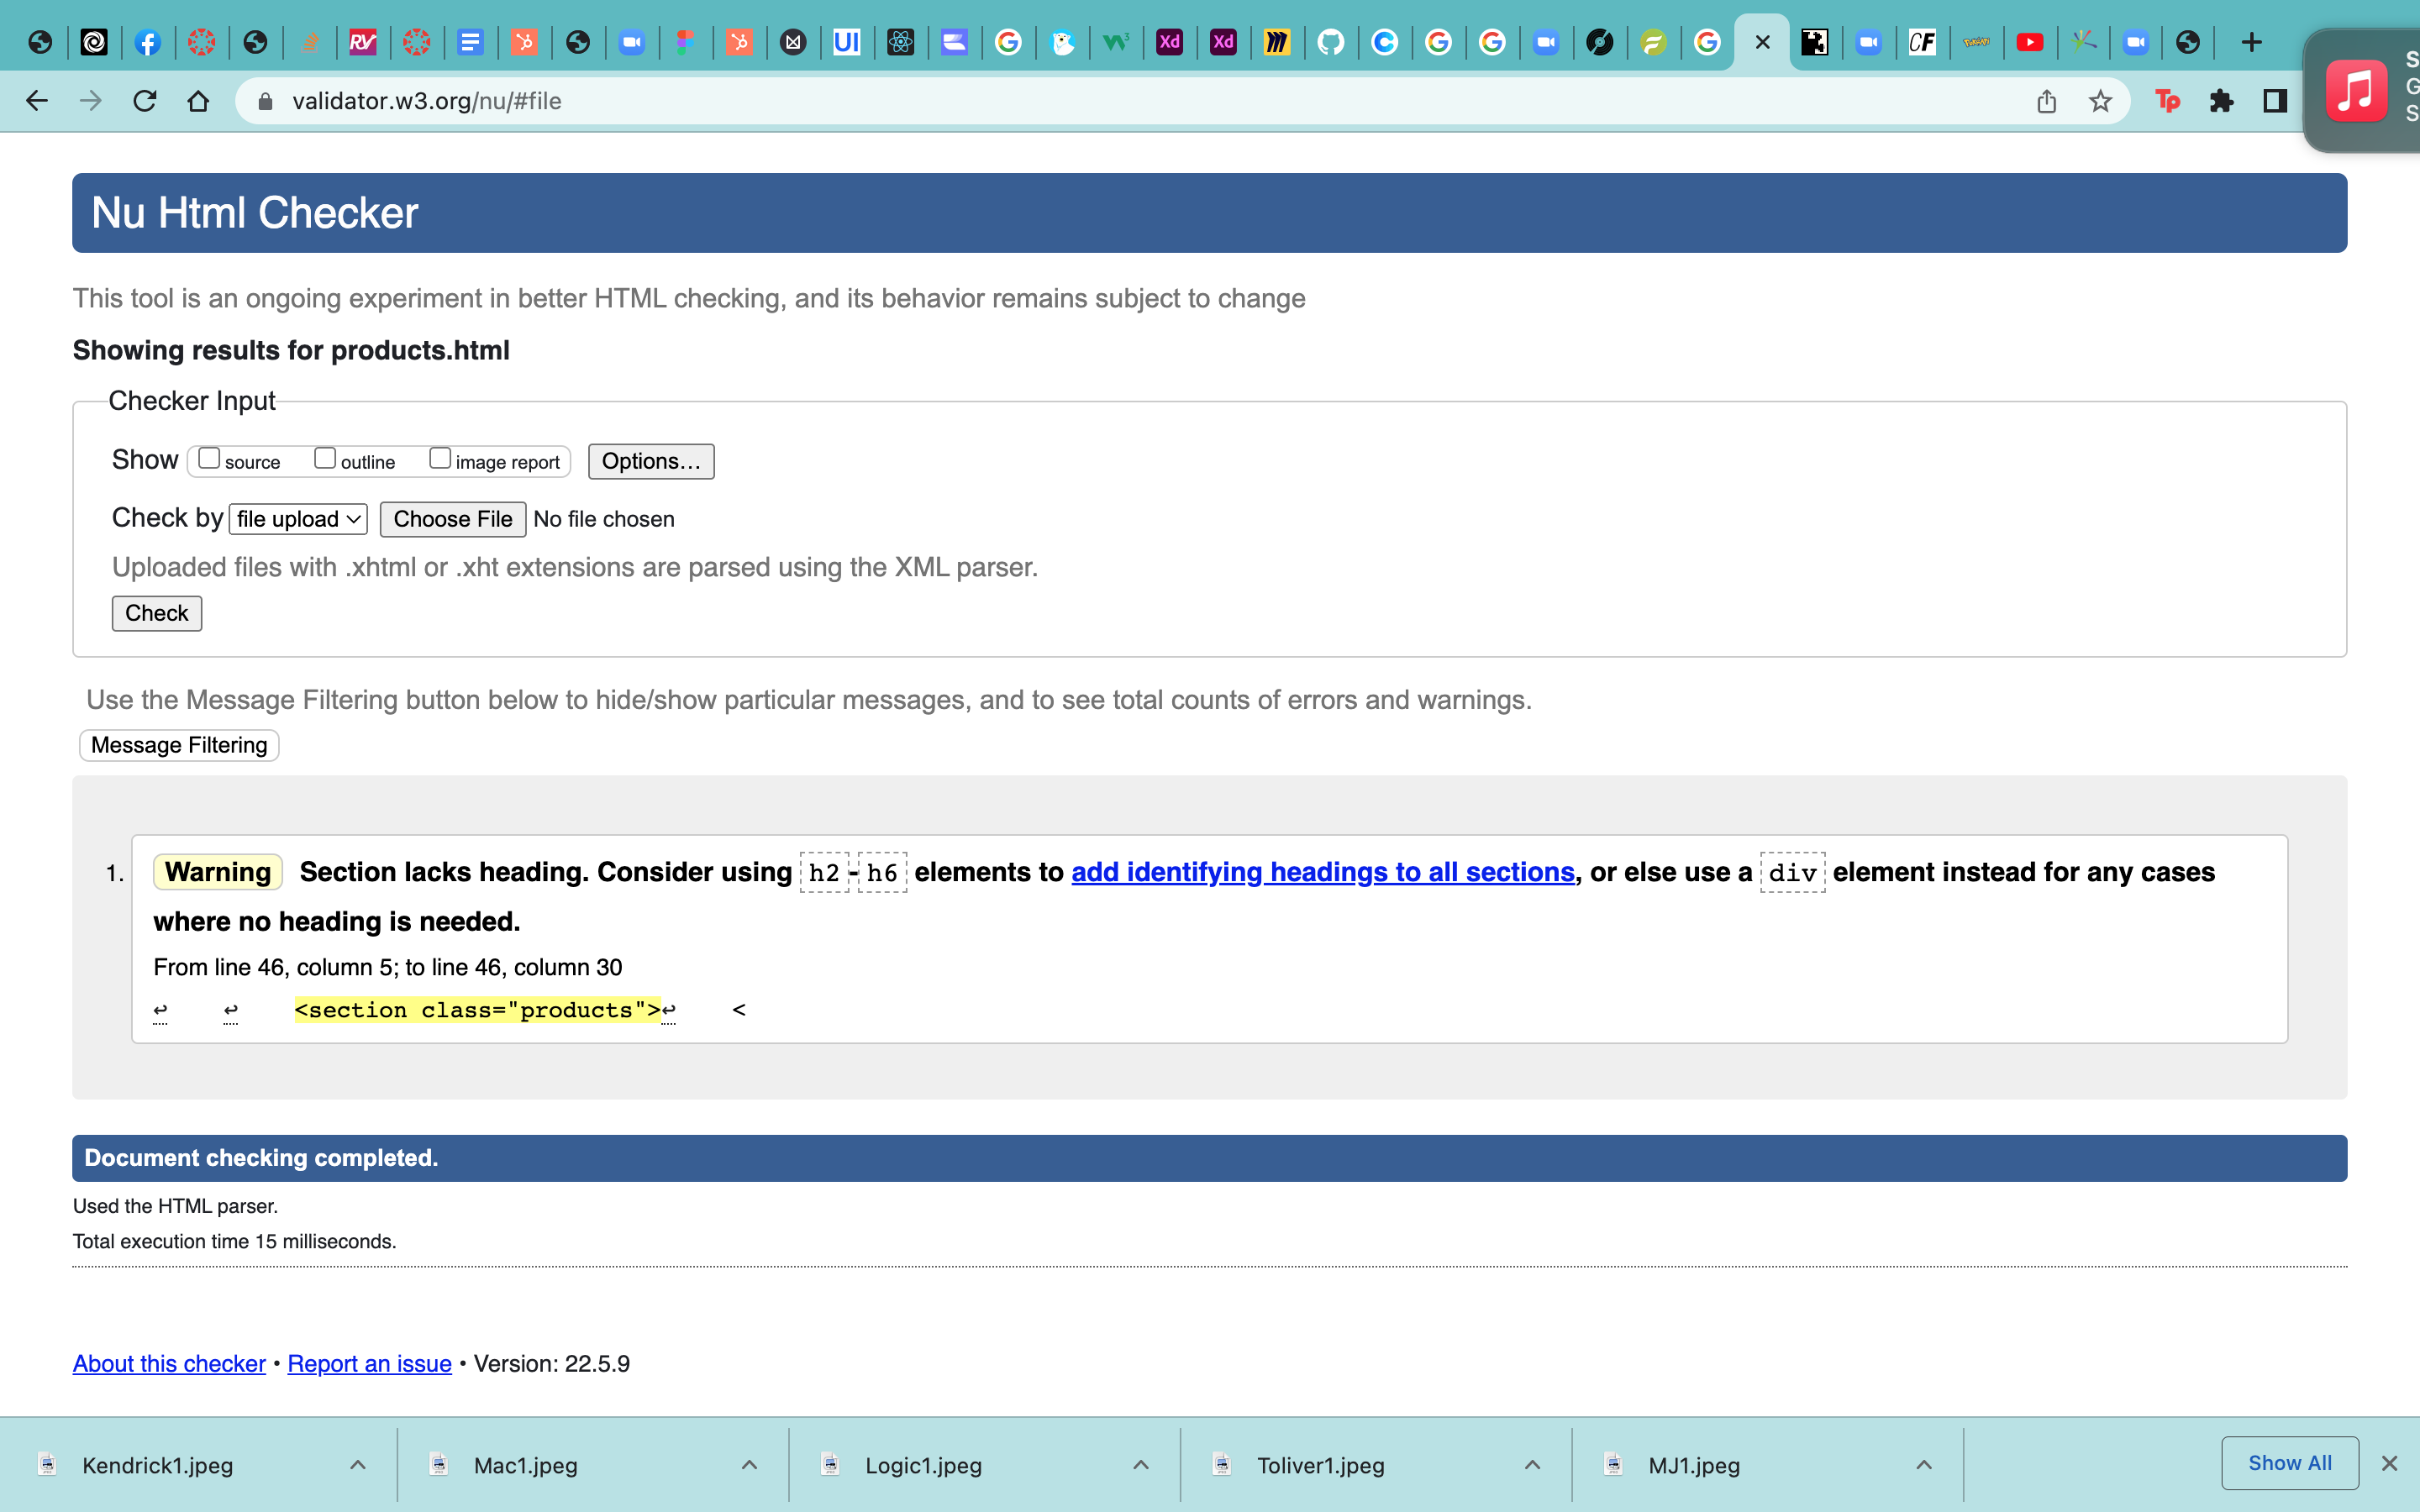 RV
UI
W3
Xd
Xd
CF
validator.w3.org/nu/#file
Tp
S
G
S
Nu Html Checker
This tool is an ongoing experiment in better HTML checking, and its behavior remains subject to change
Showing results for products.html
Checker Input
Show source outline image report Options...
Check by file upload Choose File No file chosen
Uploaded files with .xhtml or .xht extensions are parsed using the XML parser.
Check
Use the Message Filtering button below to hide/show particular messages, and to see total counts of errors and warnings.
Message Filtering
1. Warning Section lacks heading. Consider using h2-h6 elements to add identifying headings to all sections, or else use a div element instead for any cases
where no heading is needed.
From line 46, column 5; to line 46, column 30
↩ ↩ <section class="products">↩ <
Document checking completed.
Used the HTML parser.
Total execution time 15 milliseconds.
About this checker • Report an issue • Version: 22.5.9
Kendrick1.jpeg Mac1.jpeg Logic1.jpeg Toliver1.jpeg MJ1.jpeg Show All